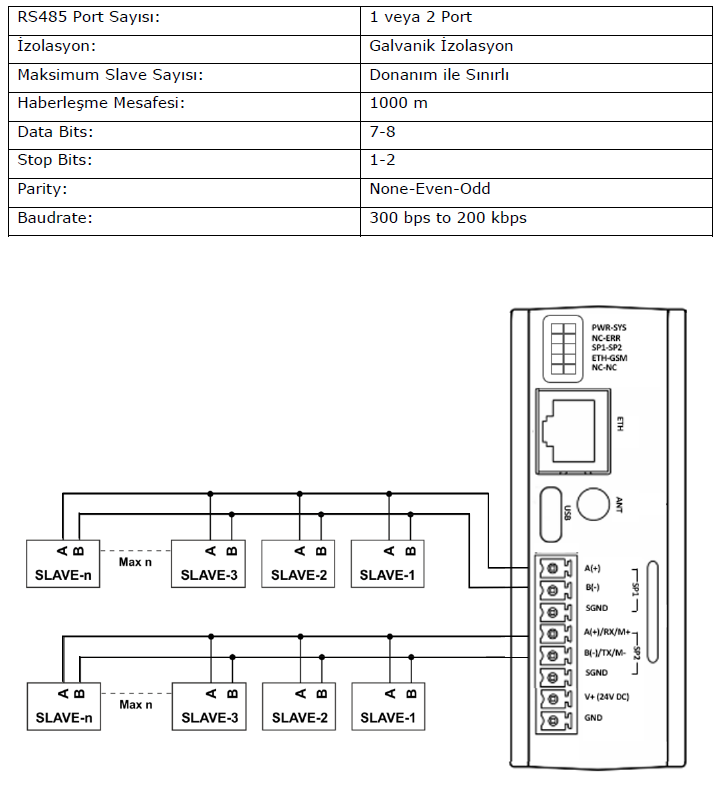 RS485 Port Sayısı: 1 veya 2 Port
İzolasyon: Galvanik İzolasyon
Maksimum Slave Sayısı: Donanım ile Sınırlı
Haberleşme Mesafesi: 1000 m
Data Bits: 7-8
Stop Bits: 1-2
Parity: None-Even-Odd
Baudrate: 300 bps to 200 kbps
PWR-SYS
NC-ERR
SP1-SP2
ETH-GSM
NC-NC
ETH
USB
ANT
A B A B A B A B
Max n
SLAVE-n SLAVE-3 SLAVE-2 SLAVE-1
A(+)
B(-)
SGND
SP1
A(+)/RX/M+
B(-)/TX/M-
SGND
SP2
V+ (24V DC)
GND
A B A B A B A B
Max n
SLAVE-n SLAVE-3 SLAVE-2 SLAVE-1